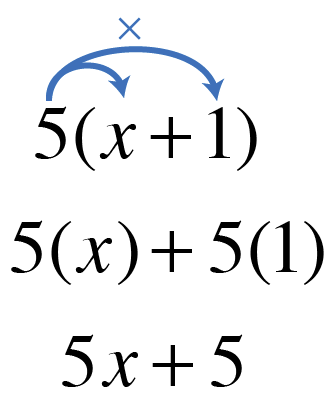 ×
5(x + 1)
5(x) + 5(1)
5x + 5